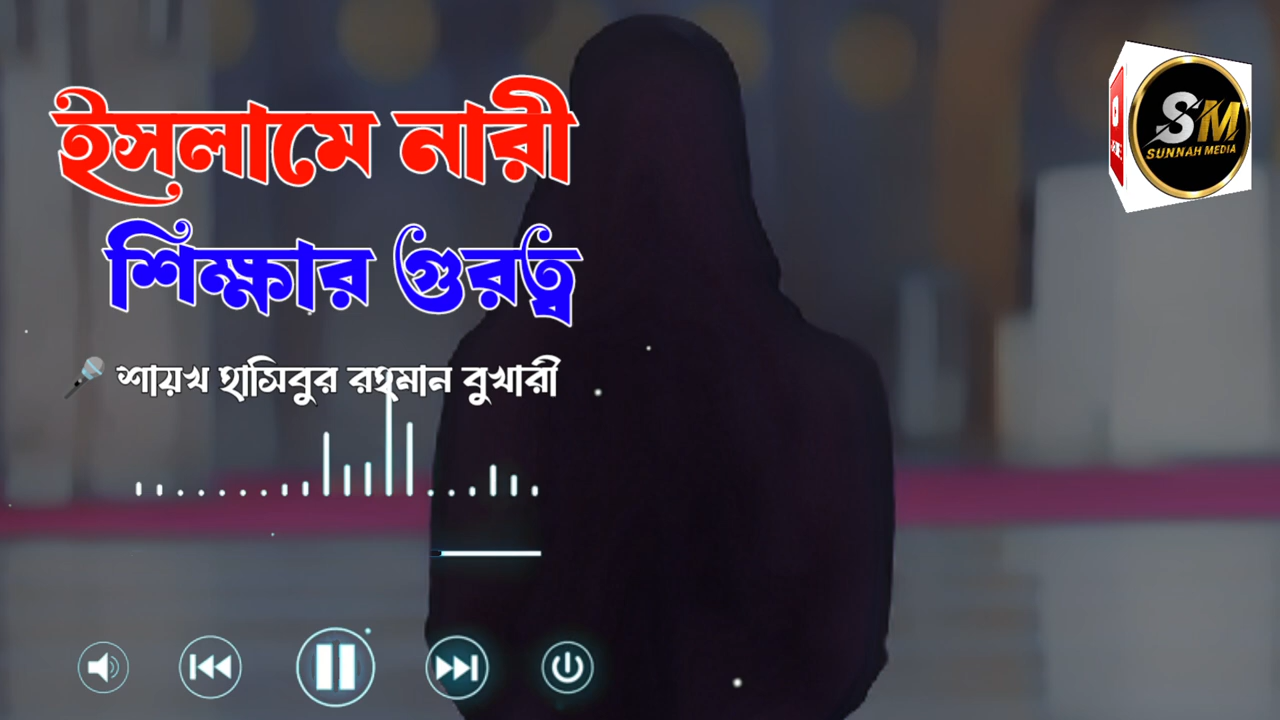 ইসলামে নারী
শিক্ষার গুরত্ব
শায়খ হাসিবুর রহমান বুখারী
SM
SUNNAH MEDIA